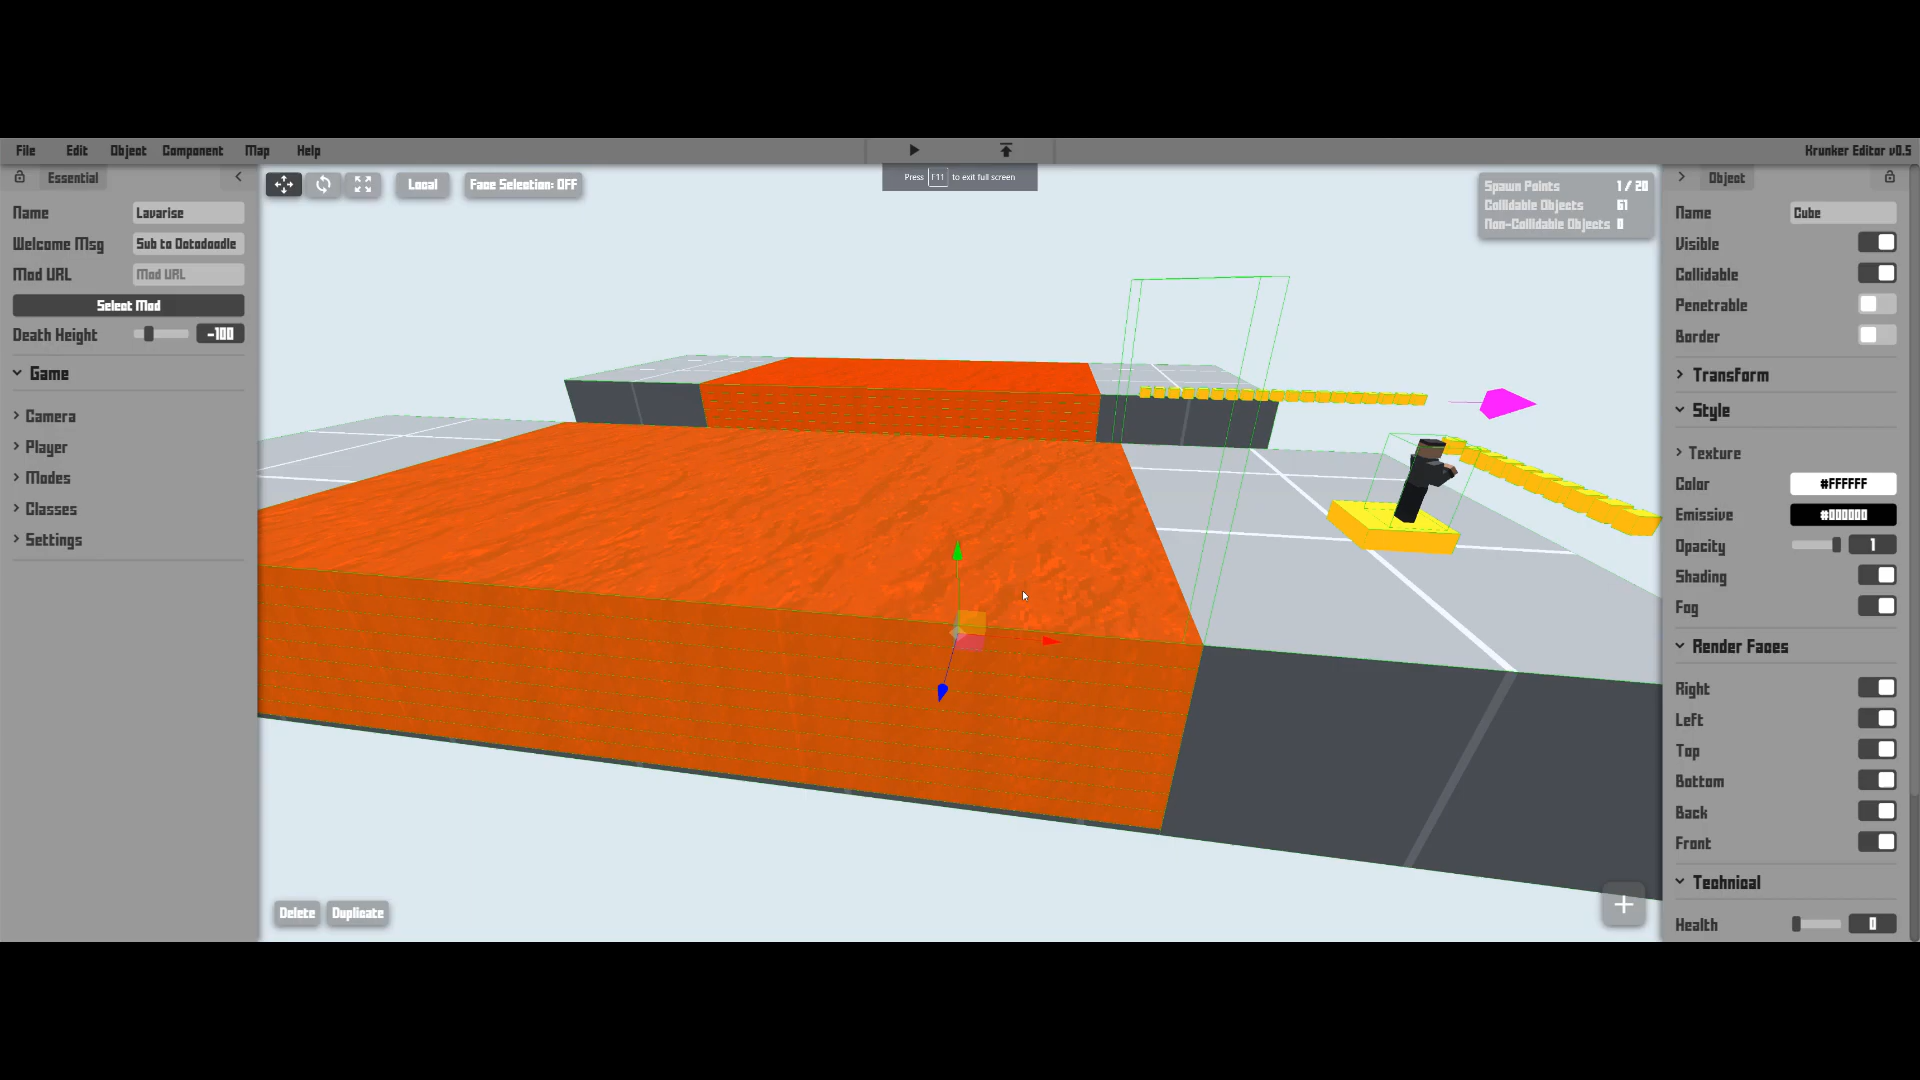 File Edit Object Component Map Help
Krunker Editor v0.5
Essential
Name Lavarise
Welcome Msg Sub to Ootodoodle
Mod URL Mod URL
Select Mod
Death Height -100
Game
Camera
Player
Modes
Classes
Settings
Local
Face Selection: OFF
Press F11 to exit full screen
Spawn Points 1 / 20
Collidable Objects 61
Non-Collidable Objects 0
Delete Duplicate
+
Object
Name Cube
Visible
Collidable
Penetrable
Border
Transform
Style
Texture
Color #FFFFFF
Emissive #000000
Opacity 1
Shading
Fog
Render Faces
Right
Left
Top
Bottom
Back
Front
Technical
Health 0